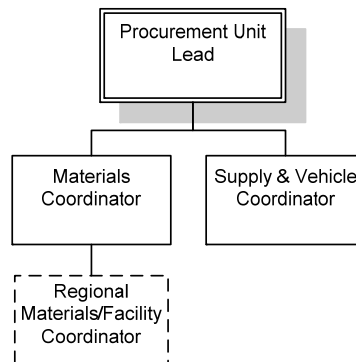 Procurement Unit
Lead
Materials
Coordinator
Supply & Vehicle
Coordinator
Regional
Materials/Facility
Coordinator